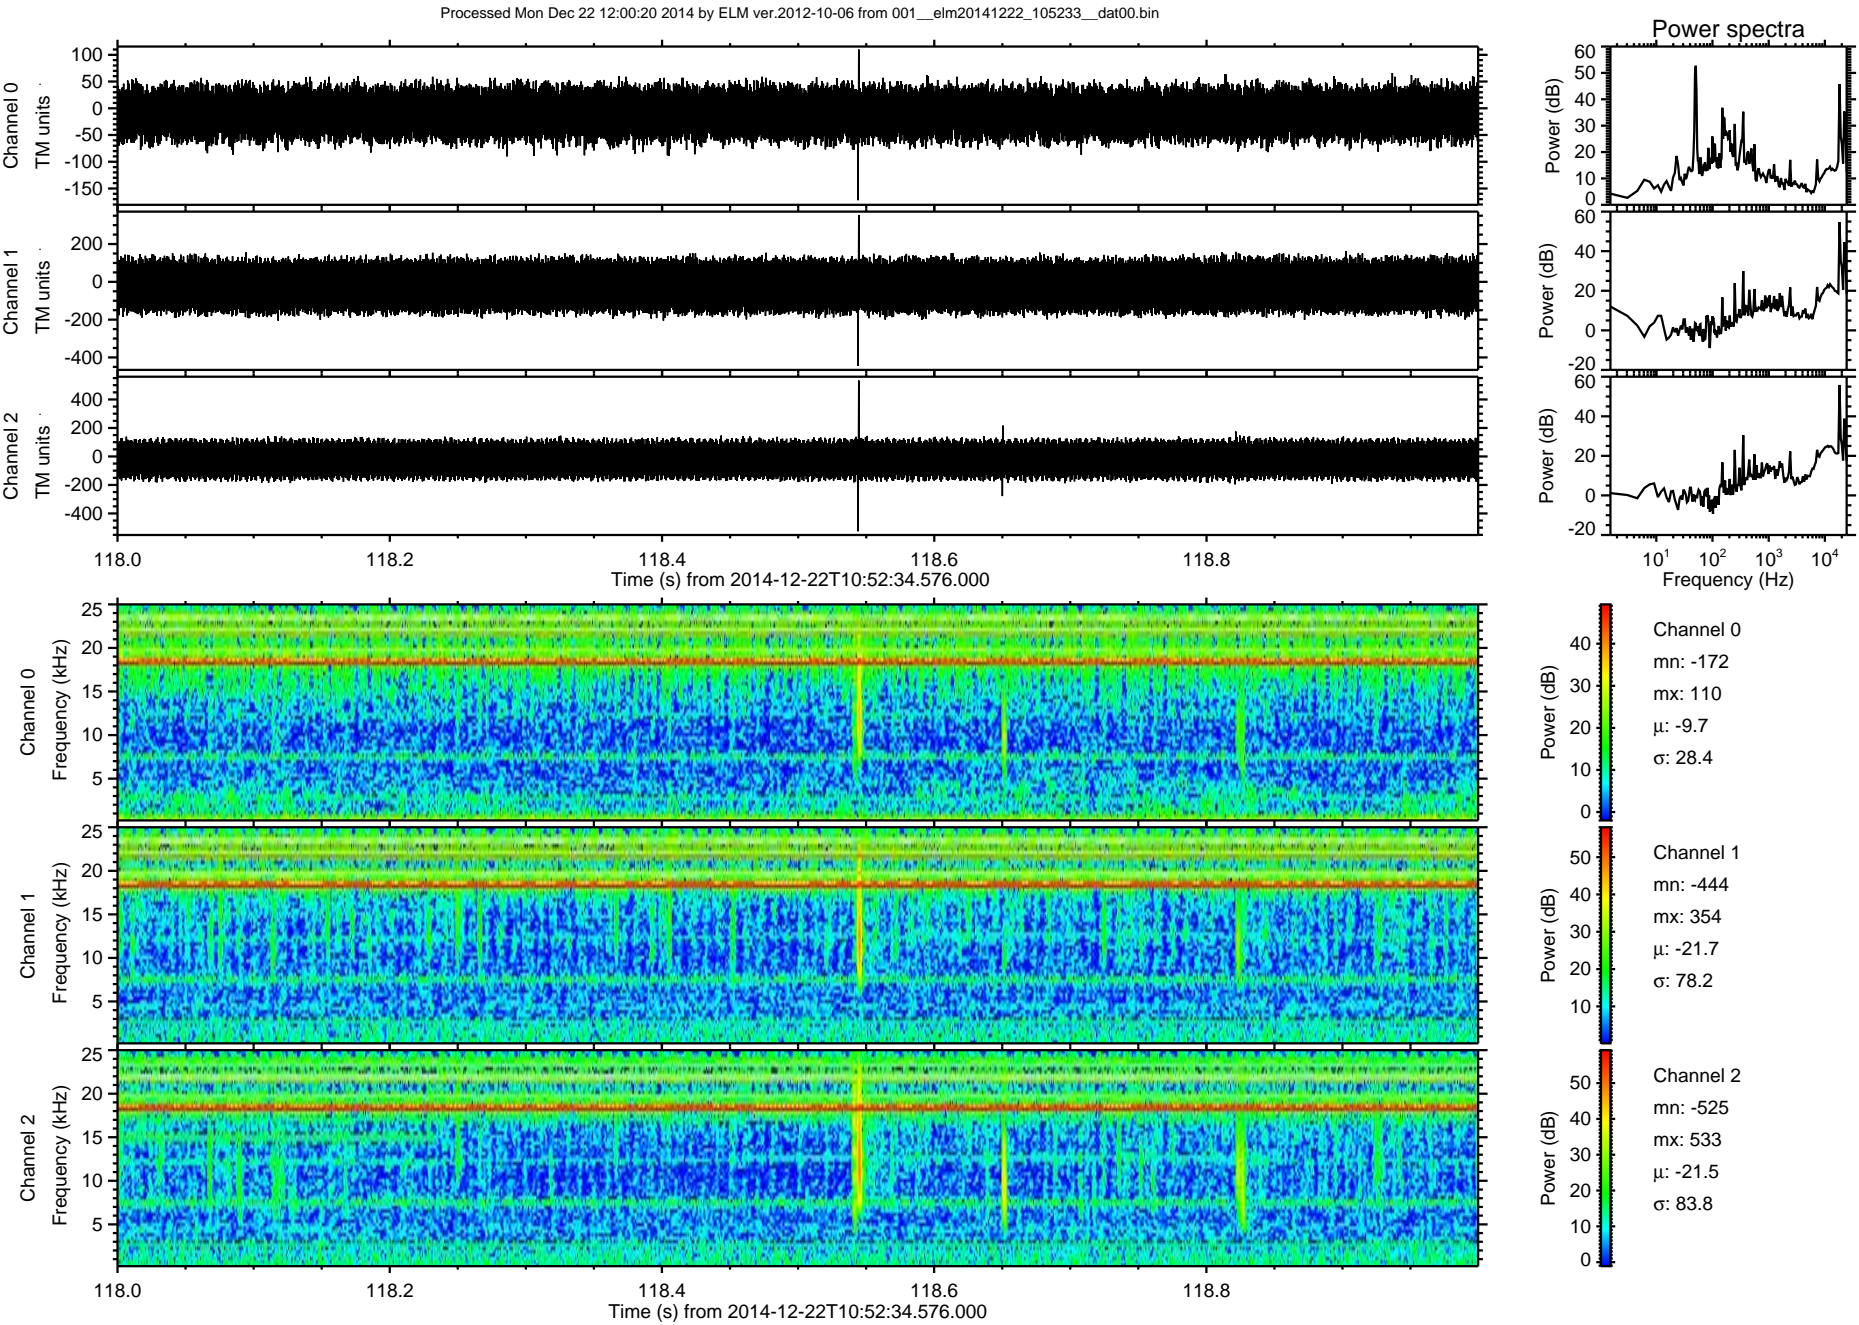 Processed Mon Dec 22 12:00:20 2014 by ELM ver.2012-10-06 from 001__elm20141222_105233__dat00.bin
Power spectra
Channel 0
TM units
100
50
0
-50
-100
-150
Power (dB)
60
50
40
30
20
10
0
Channel 1
TM units
200
0
-200
-400
Power (dB)
60
40
20
0
-20
Channel 2
TM units
400
200
0
-200
-400
Power (dB)
60
40
20
0
-20
118.0 118.2 118.4 118.6 118.8
Time (s) from 2014-12-22T10:52:34.576.000
10¹ 10² 10³ 10⁴
Frequency (Hz)
Channel 0
Frequency (kHz)
25
20
15
10
5
Power (dB)
40
30
20
10
0
Channel 0
mn: -172
mx: 110
μ: -9.7
σ: 28.4
Channel 1
Frequency (kHz)
25
20
15
10
5
Power (dB)
50
40
30
20
10
Channel 1
mn: -444
mx: 354
μ: -21.7
σ: 78.2
Channel 2
Frequency (kHz)
25
20
15
10
5
Power (dB)
50
40
30
20
10
0
Channel 2
mn: -525
mx: 533
μ: -21.5
σ: 83.8
118.0 118.2 118.4 118.6 118.8
Time (s) from 2014-12-22T10:52:34.576.000